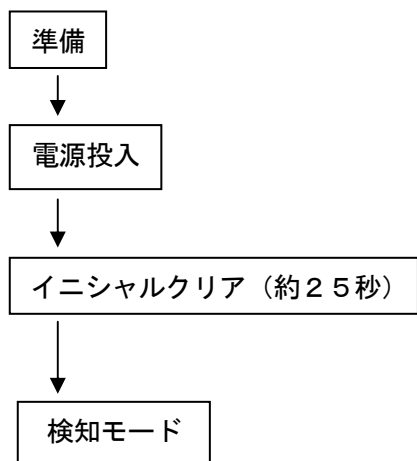 準備
電源投入
イニシャルクリア（約２５秒）
検知モード